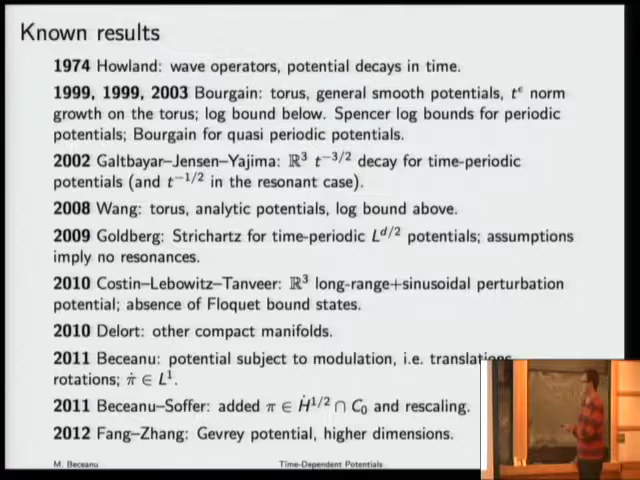 Known results
1974 Howland: wave operators, potential decays in time.
1999, 1999, 2003 Bourgain: torus, general smooth potentials, t^ε norm
growth on the torus; log bound below. Spencer log bounds for periodic
potentials; Bourgain for quasi periodic potentials.
2002 Galtbayar–Jensen–Yajima: ℝ³ t^{-3/2} decay for time-periodic
potentials (and t^{-1/2} in the resonant case).
2008 Wang: torus, analytic potentials, log bound above.
2009 Goldberg: Strichartz for time-periodic L^{d/2} potentials; assumptions
imply no resonances.
2010 Costin–Lebowitz–Tanveer: ℝ³ long-range+sinusoidal perturbation
potential; absence of Floquet bound states.
2010 Delort: other compact manifolds.
2011 Beceanu: potential subject to modulation, i.e. translations,
rotations; π̇ ∈ L¹.
2011 Beceanu–Soffer: added π ∈ Ḣ^{1/2} ∩ C₀ and rescaling.
2012 Fang–Zhang: Gevrey potential, higher dimensions.
M. Beceanu
Time-Dependent Potentials